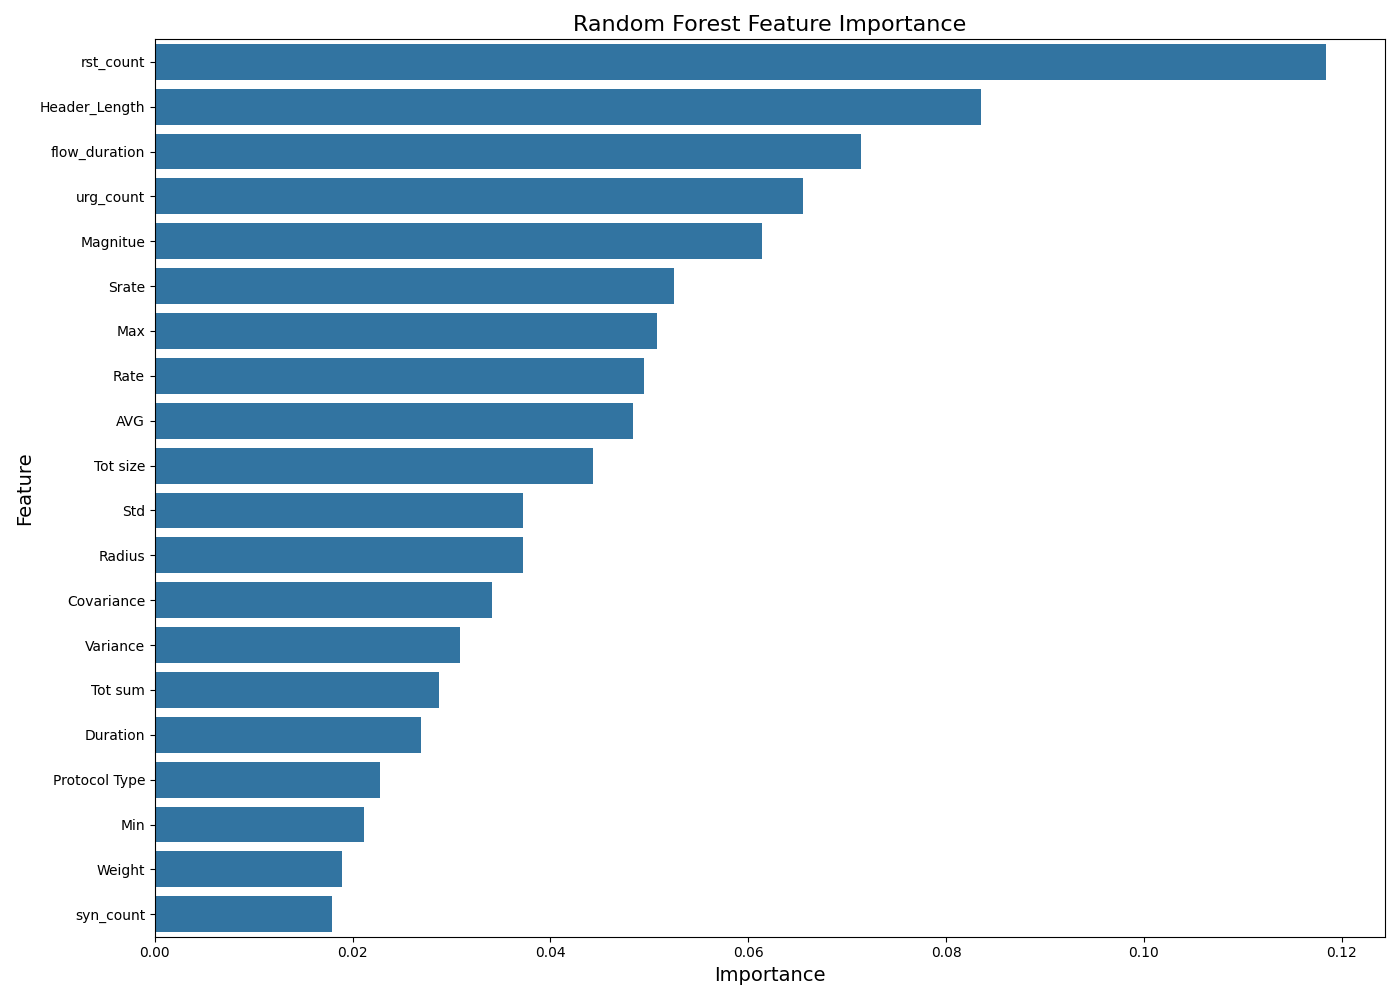 Random Forest Feature Importance
rst_count
Header_Length
flow_duration
urg_count
Magnitue
Srate
Max
Rate
AVG
Tot size
Std
Radius
Covariance
Variance
Tot sum
Duration
Protocol Type
Min
Weight
syn_count
Feature
0.00 0.02 0.04 0.06 0.08 0.10 0.12
Importance